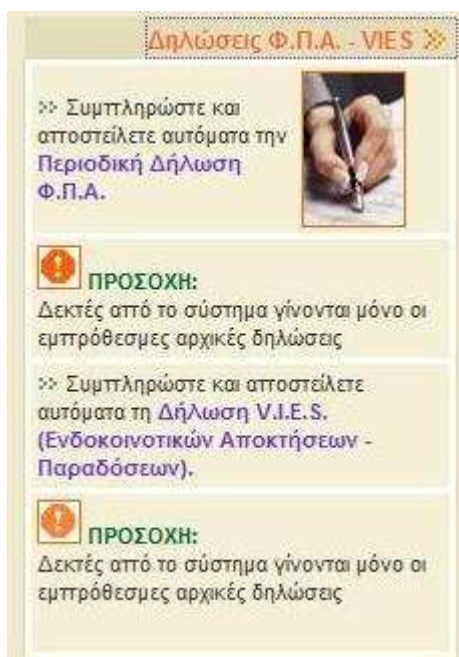 Δηλώσεις Φ.Π.Α. - VIES >>
>> Συμπληρώστε και
αποστείλετε αυτόματα την
Περιοδική Δήλωση
Φ.Π.Α.
ΠΡΟΣΟΧΗ:
Δεκτές από το σύστημα γίνονται μόνο οι
εμπρόθεσμες αρχικές δηλώσεις
>> Συμπληρώστε και αποστείλετε
αυτόματα τη Δήλωση V.I.E.S.
(Ενδοκοινοτικών Αποκτήσεων -
Παραδόσεων).
ΠΡΟΣΟΧΗ:
Δεκτές από το σύστημα γίνονται μόνο οι
εμπρόθεσμες αρχικές δηλώσεις